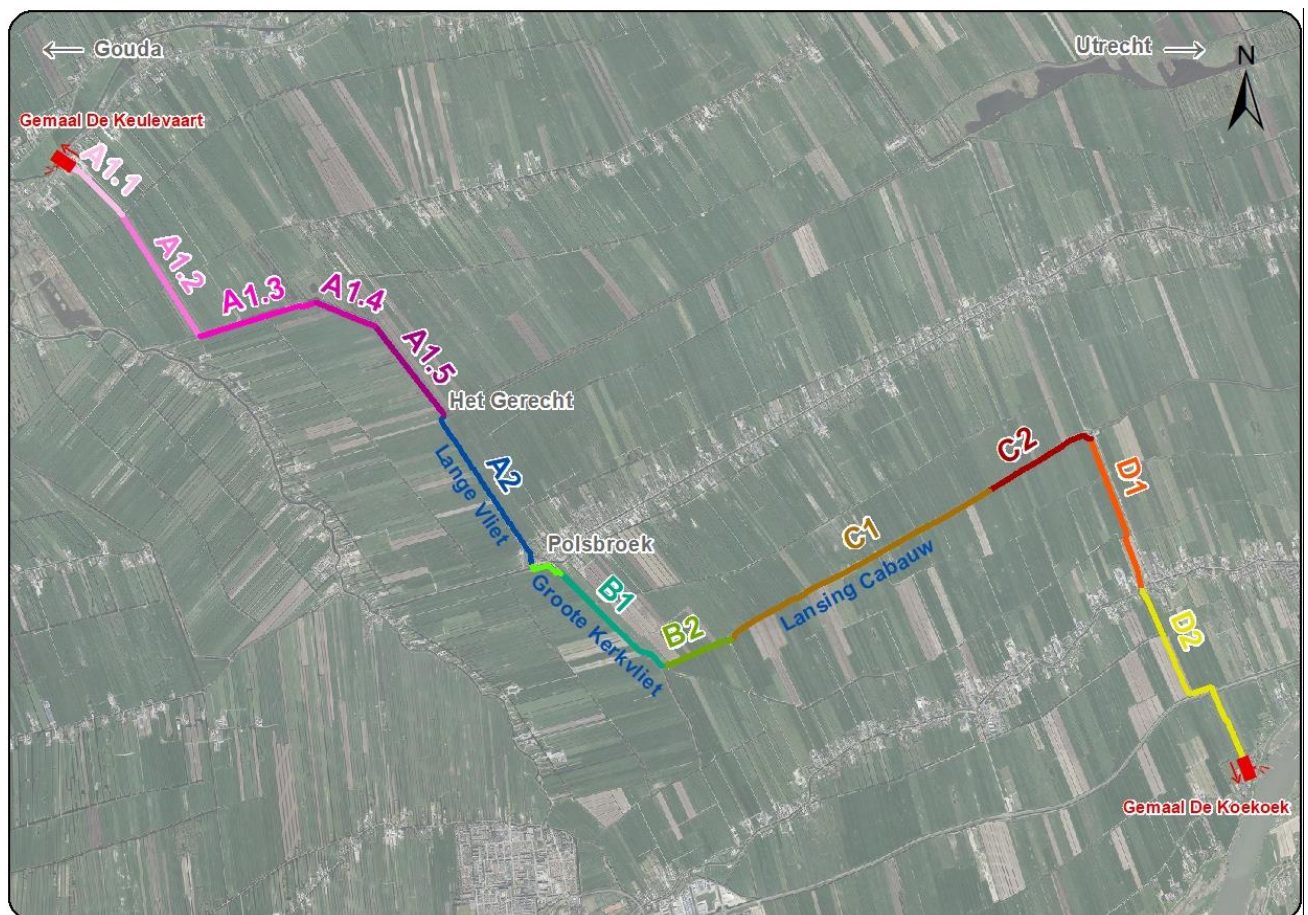 ← Gouda
Utrecht →
N
Gemaal De Keulevaart
A1.1
A1.2
A1.3
A1.4
A1.5
Het Gerecht
A2
Lange Vliet
Polsbroek
B1
Groote Kerkvliet
B2
C1
Lansing Cabauw
C2
D1
D2
Gemaal De Koekoek